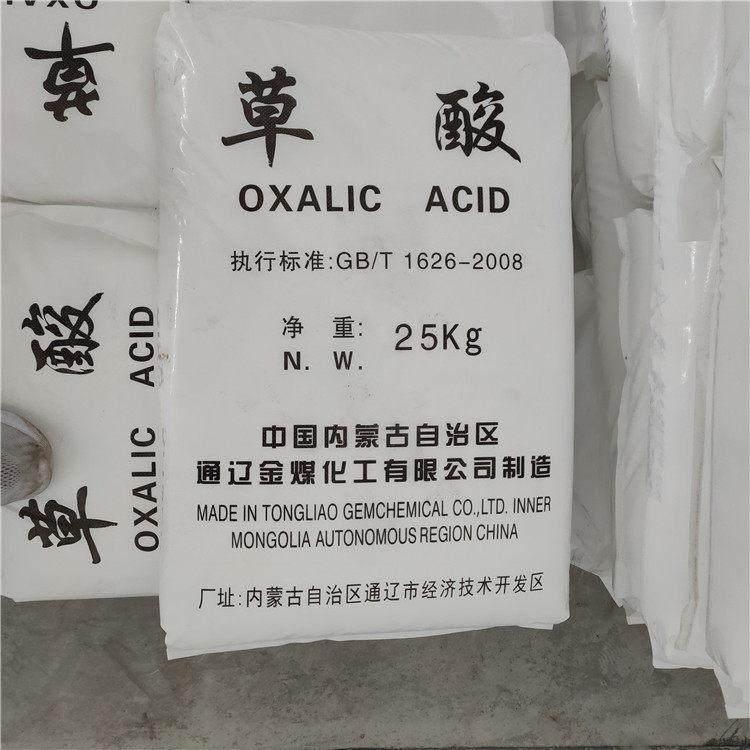 草 酸
OXALIC ACID
执行标准:GB/T 1626-2008
净 重: 25Kg
N. W.
中国内蒙古自治区
通辽金煤化工有限公司制造
MADE IN TONGLIAO GEMCHEMICAL CO.,LTD. INNER
MONGOLIA AUTONOMOUS REGION CHINA
厂址:内蒙古自治区通辽市经济技术开发区
草
OXAL
草 酸
OXALIC ACID